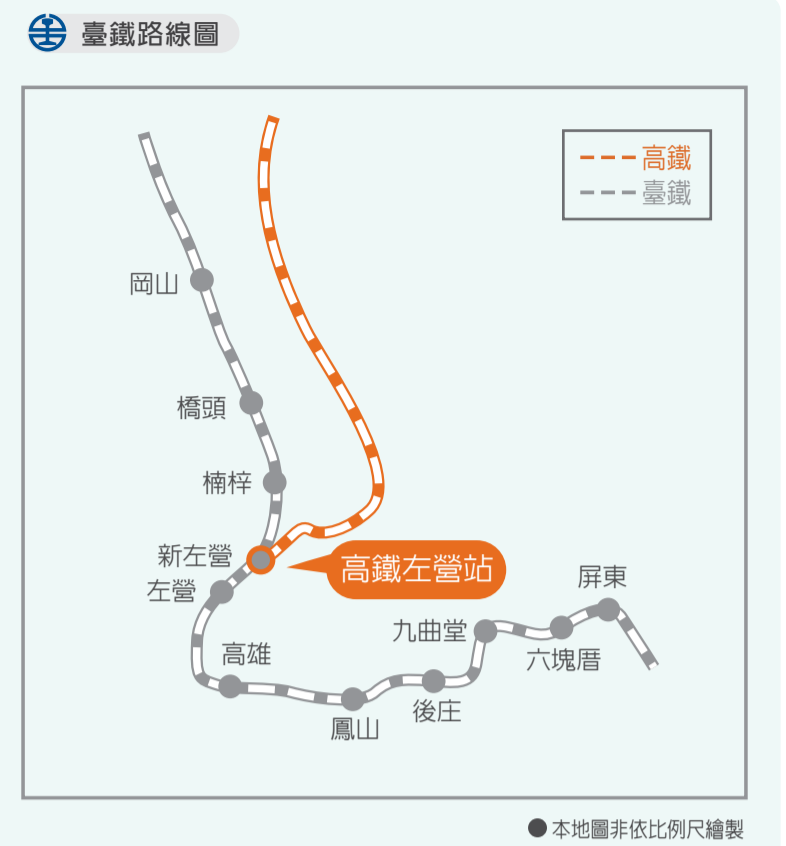 臺鐵路線圖
高鐵
臺鐵
岡山
橋頭
楠梓
新左營
高鐵左營站
左營
屏東
九曲堂
六塊厝
高雄
後庄
鳳山
本地圖非依比例尺繪製